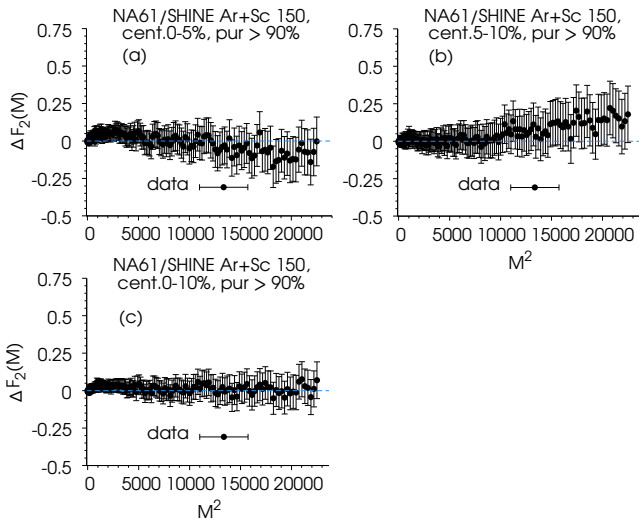 NA61/SHINE Ar+Sc 150,
cent.0-5%, pur > 90%
(a)
Δ F₂(M)
0.75
0.5
0.25
0
-0.25
-0.5
data
0 5000 10000 15000 20000
NA61/SHINE Ar+Sc 150,
cent.5-10%, pur > 90%
(b)
0.75
0.5
0.25
0
-0.25
-0.5
data
0 5000 10000 15000 20000
M²
NA61/SHINE Ar+Sc 150,
cent.0-10%, pur > 90%
(c)
Δ F₂(M)
0.75
0.5
0.25
0
-0.25
-0.5
data
0 5000 10000 15000 20000
M²